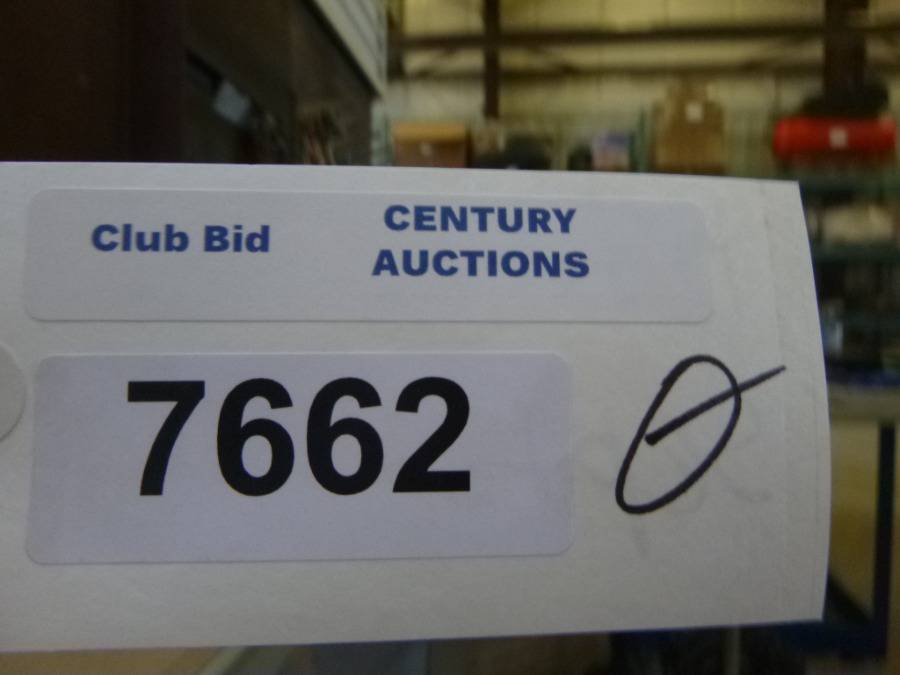 Club Bid
CENTURY
AUCTIONS
7662